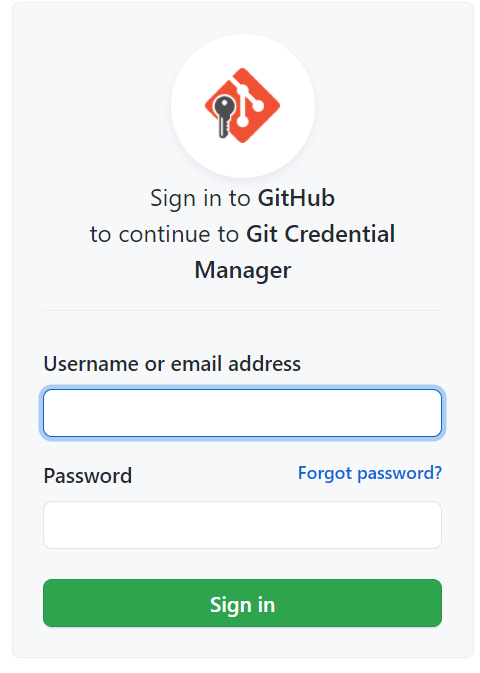 Sign in to GitHub
to continue to Git Credential
Manager
Username or email address
Password Forgot password?
Sign in